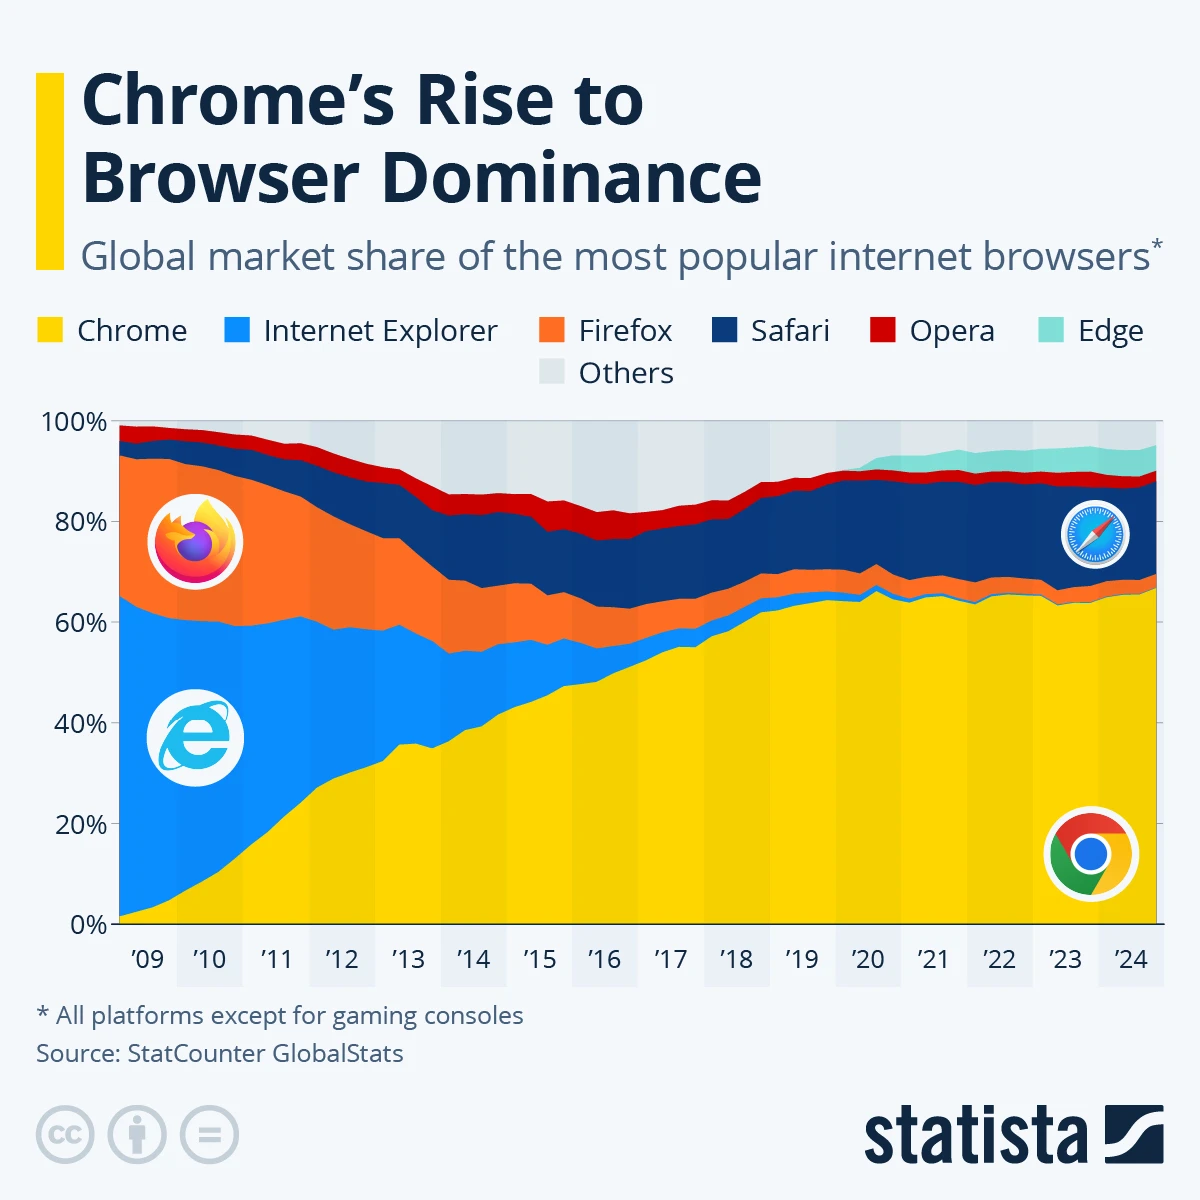 Chrome’s Rise to
Browser Dominance
Global market share of the most popular internet browsers*
Chrome Internet Explorer Firefox Safari Opera Edge
Others
100%
80%
60%
40%
20%
0%
’09 ’10 ’11 ’12 ’13 ’14 ’15 ’16 ’17 ’18 ’19 ’20 ’21 ’22 ’23 ’24
* All platforms except for gaming consoles
Source: StatCounter GlobalStats
cc
statista